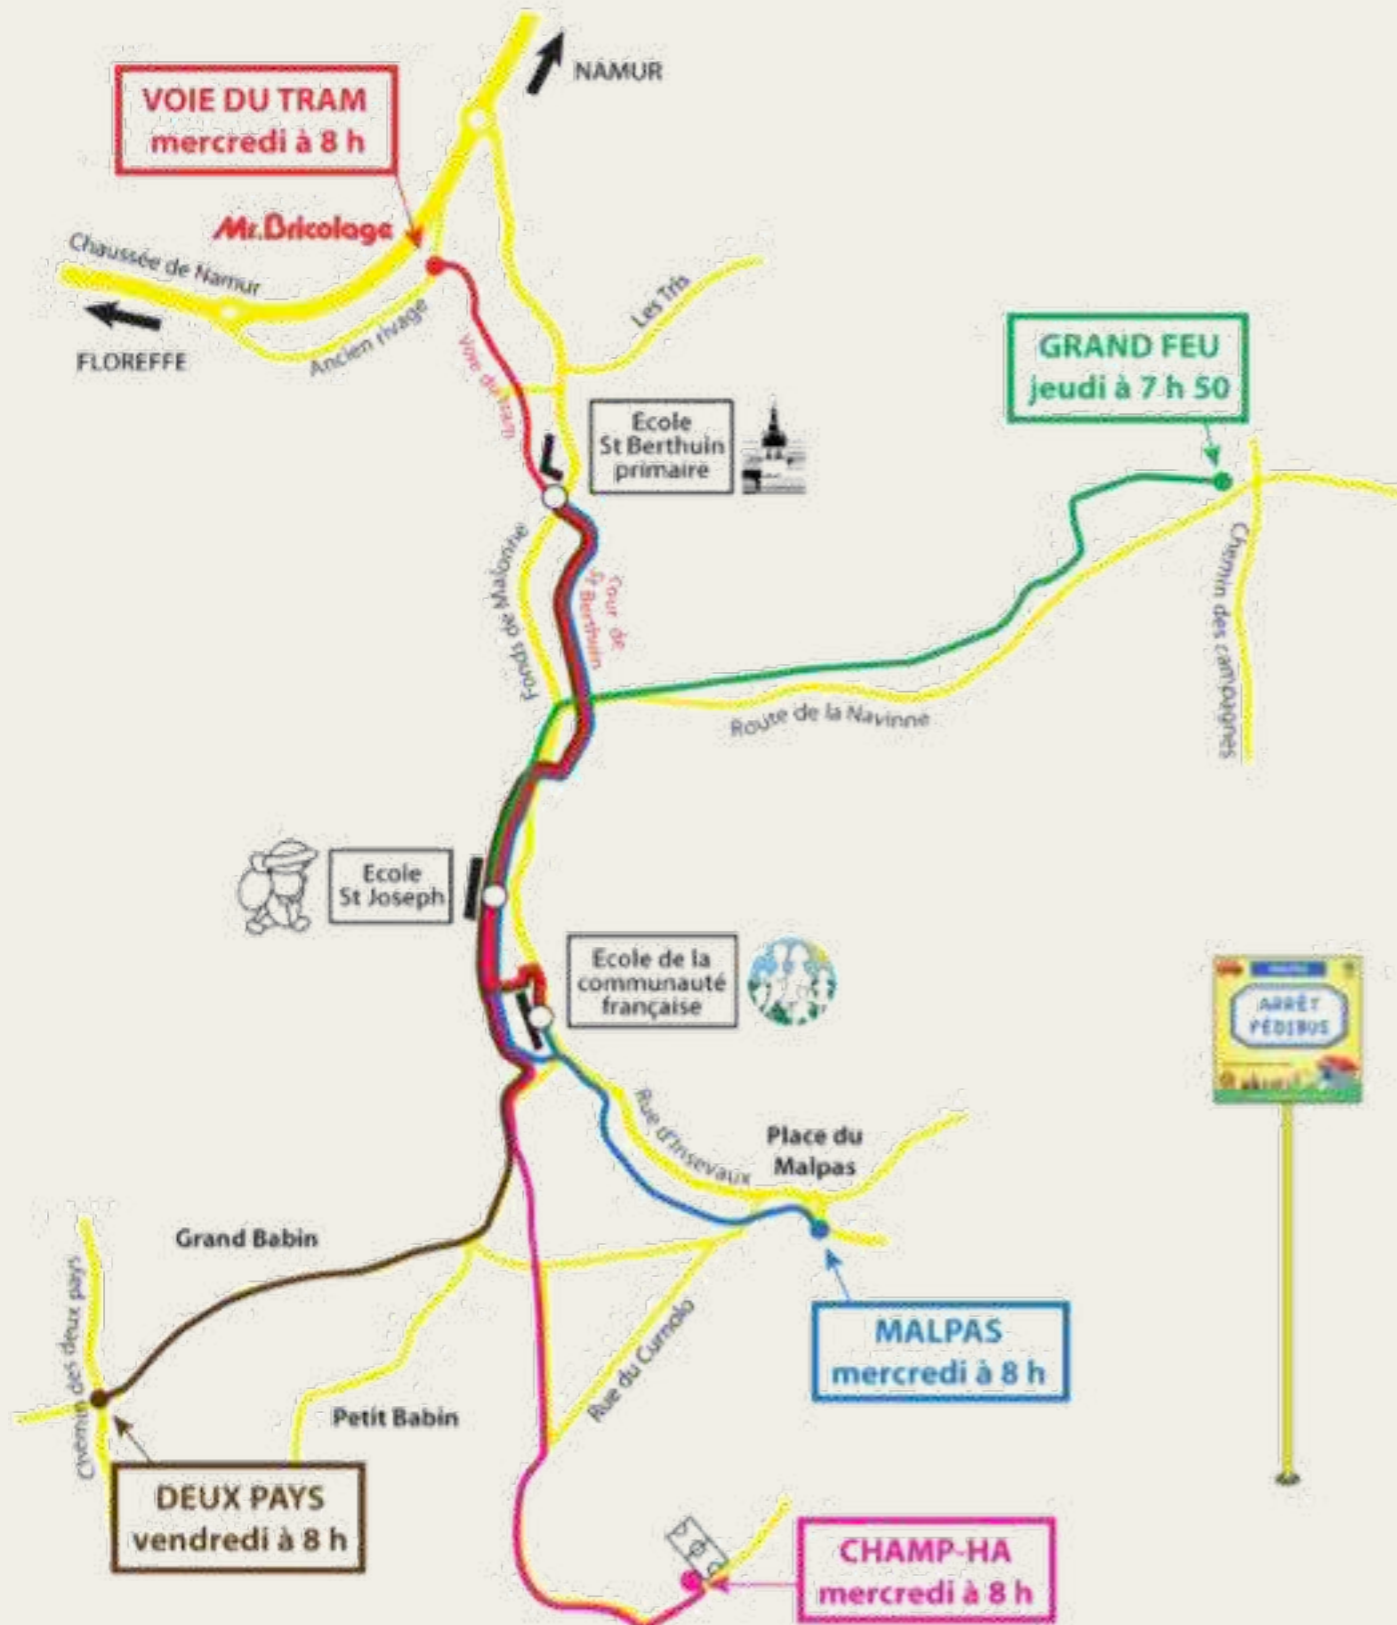 NAMUR
VOIE DU TRAM
mercredi à 8 h
Mr.Bricolage
Chaussée de Namur
FLOREFFE
Ancien rivage
Les Tris
Voie du tram
GRAND FEU
jeudi à 7 h 50
Ecole
St Berthuin
primaire
Fonds de Malonne
Cour de
St Berthuin
Chemin des campagnes
Route de la Navinne
Ecole
St Joseph
Ecole de la
communauté
française
ARRÊT
PÉDIBUS
Rue d'Insevaux
Place du
Malpas
Grand Babin
Chemin des deux pays
MALPAS
mercredi à 8 h
Rue du Curnolo
Petit Babin
DEUX PAYS
vendredi à 8 h
CHAMP-HA
mercredi à 8 h